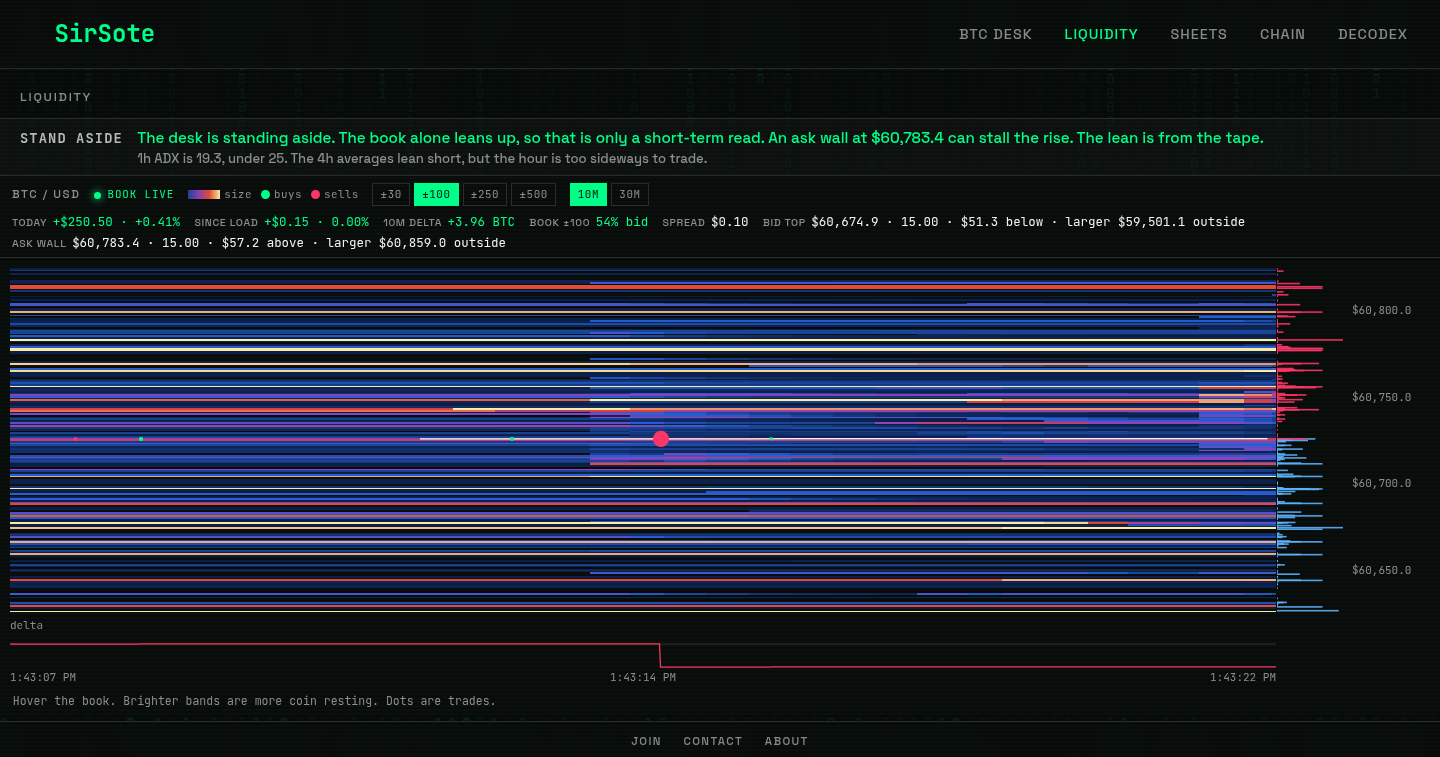 SirSote
BTC DESK LIQUIDITY SHEETS CHAIN DECODEX
LIQUIDITY
STAND ASIDE The desk is standing aside. The book alone leans up, so that is only a short-term read. An ask wall at $60,783.4 can stall the rise. The lean is from the tape.
1h ADX is 19.3, under 25. The 4h averages lean short, but the hour is too sideways to trade.
BTC / USD BOOK LIVE size buys sells ±30 ±100 ±250 ±500 10M 30M
TODAY +$250.50 · +0.41% SINCE LOAD +$0.15 · 0.00% 10M DELTA +3.96 BTC BOOK ±100 54% bid SPREAD $0.10 BID TOP $60,674.9 · 15.00 · $51.3 below · larger $59,501.1 outside
ASK WALL $60,783.4 · 15.00 · $57.2 above · larger $60,859.0 outside
$60,800.0
$60,750.0
$60,700.0
$60,650.0
delta
1:43:07 PM 1:43:14 PM 1:43:22 PM
Hover the book. Brighter bands are more coin resting. Dots are trades.
JOIN CONTACT ABOUT